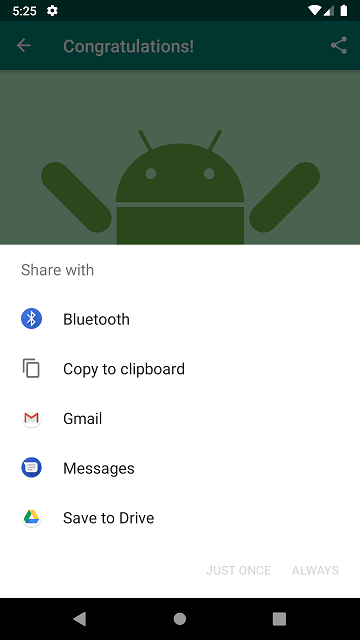 5:25
Congratulations!
Share with
Bluetooth
Copy to clipboard
Gmail
Messages
Save to Drive
JUST ONCE ALWAYS